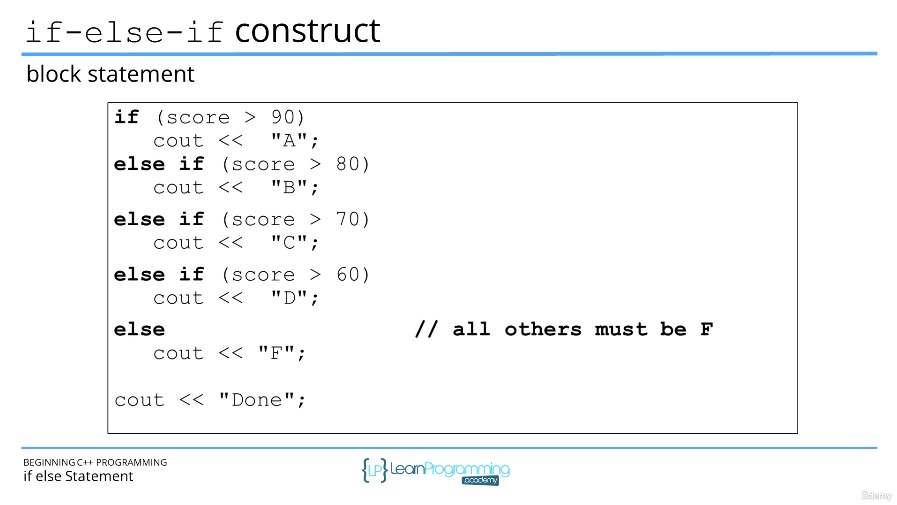 if-else-if construct
block statement
if (score > 90)
cout << "A";
else if (score > 80)
cout << "B";
else if (score > 70)
cout << "C";
else if (score > 60)
cout << "D";
else // all others must be F
cout << "F";
cout << "Done";
BEGINNING C++ PROGRAMMING
if else Statement
{LP} LearnProgramming
.academy
ûdemy